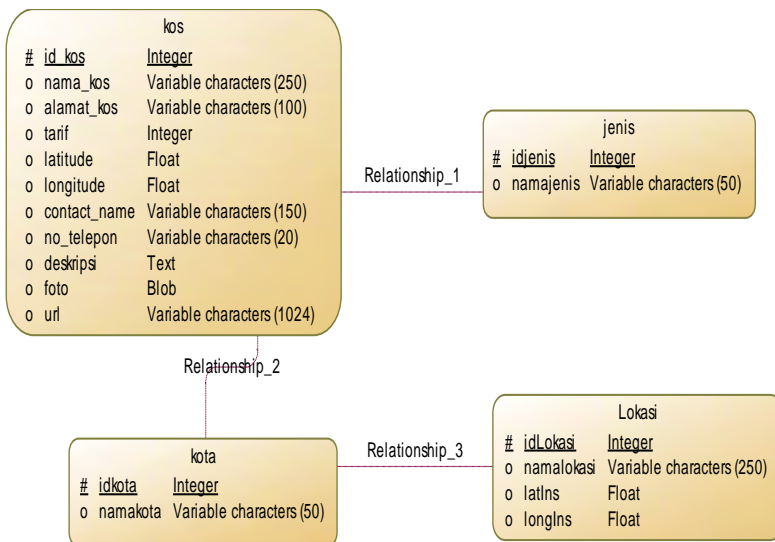 kos
# id_kos Integer
o nama_kos Variable characters (250)
o alamat_kos Variable characters (100)
o tarif Integer
o latitude Float
o longitude Float
o contact_name Variable characters (150)
o no_telepon Variable characters (20)
o deskripsi Text
o foto Blob
o url Variable characters (1024)
Relationship_1
jenis
# idjenis Integer
o namajenis Variable characters (50)
Relationship_2
kota
# idkota Integer
o namakota Variable characters (50)
Relationship_3
Lokasi
# idLokasi Integer
o namalokasi Variable characters (250)
o latIns Float
o longIns Float